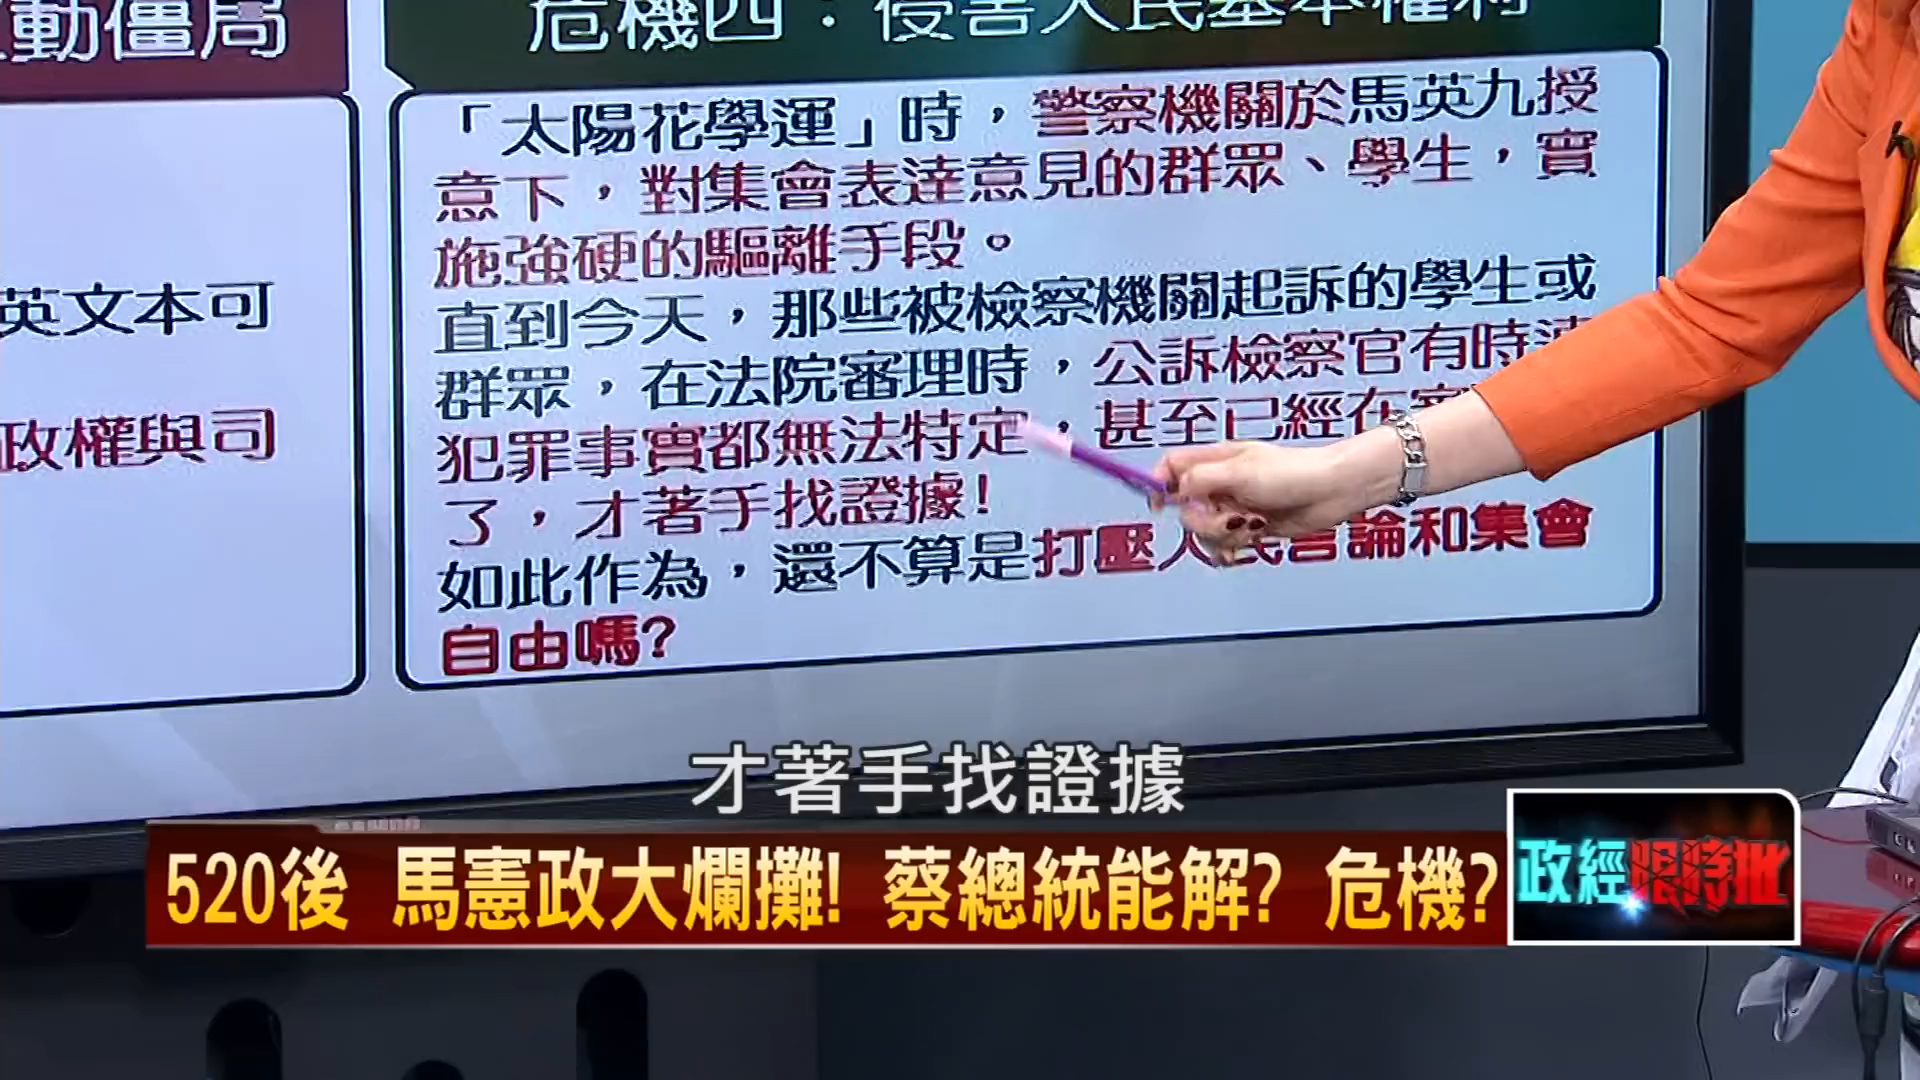 動僵局
危機四：侵害人民基本權利
「太陽花學運」時，警察機關於馬英九授
意下，對集會表達意見的群眾、學生，實
施強硬的驅離手段。
直到今天，那些被檢察機關起訴的學生或
群眾，在法院審理時，公訴檢察官有時連
犯罪事實都無法特定，甚至已經在
了，才著手找證據!
如此作為，還不算是打壓人民言論和集會
自由嗎?
英文本可
政權與司
才著手找證據
520後 馬憲政大爛攤! 蔡總統能解? 危機?
政經眼鏡批